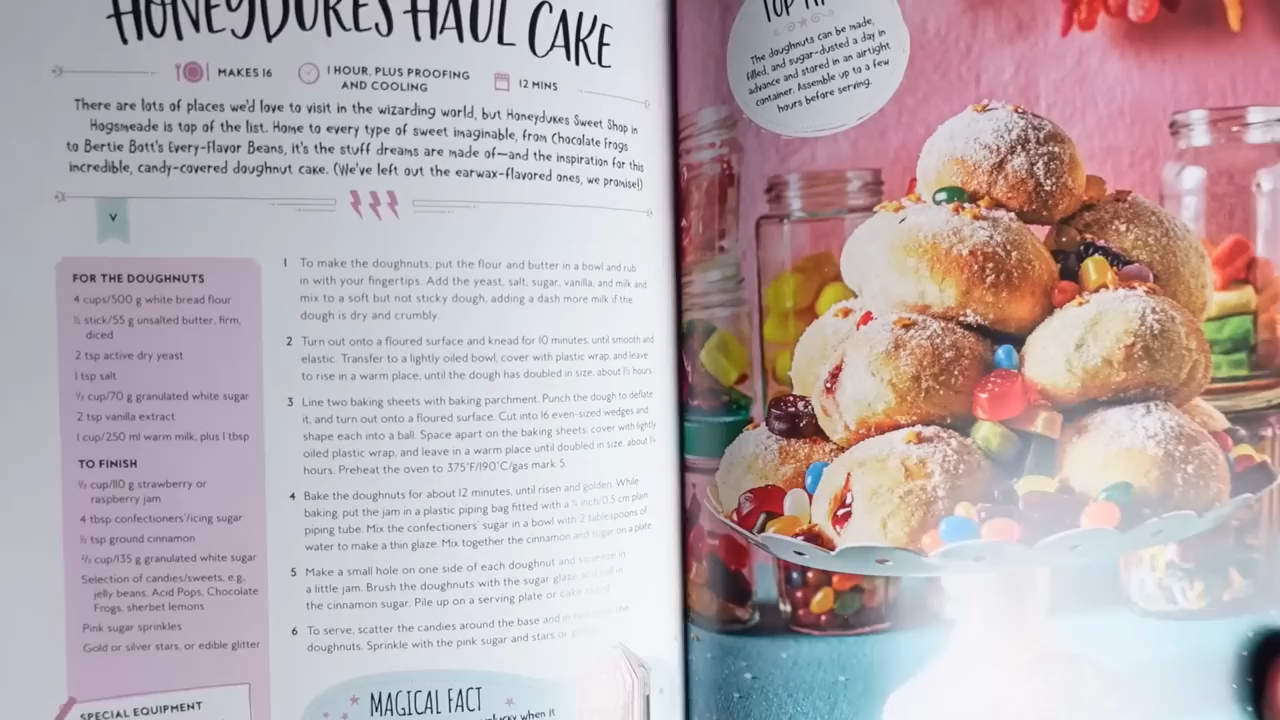 HONEYDUKES HAUL CAKE
MAKES 16
1 HOUR, PLUS PROOFING
AND COOLING
12 MINS
There are lots of places we'd love to visit in the wizarding world, but Honeydukes Sweet Shop in
Hogsmeade is top of the list. Home to every type of sweet imaginable, from Chocolate Frogs
to Bertie Bott's Every-Flavor Beans, it's the stuff dreams are made of—and the inspiration for this
incredible, candy-covered doughnut cake. (We've left out the earwax-flavored ones, we promise!)
V
FOR THE DOUGHNUTS
4 cups/500 g white bread flour
½ stick/55 g unsalted butter, firm,
diced
2 tsp active dry yeast
1 tsp salt
⅓ cup/70 g granulated white sugar
2 tsp vanilla extract
1 cup/250 ml warm milk, plus 1 tbsp
TO FINISH
⅓ cup/110 g strawberry or
raspberry jam
4 tbsp confectioners'/icing sugar
½ tsp ground cinnamon
⅔ cup/135 g granulated white sugar
Selection of candies/sweets, e.g.,
jelly beans, Acid Pops, Chocolate
Frogs, sherbet lemons
Pink sugar sprinkles
Gold or silver stars, or edible glitter
SPECIAL EQUIPMENT
1 To make the doughnuts, put the flour and butter in a bowl and rub
in with your fingertips. Add the yeast, salt, sugar, vanilla, and milk and
mix to a soft but not sticky dough, adding a dash more milk if the
dough is dry and crumbly.
2 Turn out onto a floured surface and knead for 10 minutes, until smooth and
elastic. Transfer to a lightly oiled bowl, cover with plastic wrap, and leave
to rise in a warm place, until the dough has doubled in size, about 1½ hours
3 Line two baking sheets with baking parchment. Punch the dough to deflate
it, and turn out onto a floured surface. Cut into 16 even-sized wedges and
shape each into a ball. Space apart on the baking sheets, cover with lightly
oiled plastic wrap, and leave in a warm place until doubled in size, about
hours. Preheat the oven to 375°F/190°C/gas mark 5.
4 Bake the doughnuts for about 12 minutes, until risen and golden. While
baking, put the jam in a plastic piping bag fitted with a ¼ inch/0.5 cm plain
piping tube. Mix the confectioners' sugar in a bowl with 2 tablespoons of
water to make a thin glaze. Mix together the cinnamon and sugar on a plate
5 Make a small hole on one side of each doughnut and squeeze in
a little jam. Brush the doughnuts with the sugar glaze and roll in
the cinnamon sugar. Pile up on a serving plate or cake stand.
6 To serve, scatter the candies around the base and in between the
doughnuts. Sprinkle with the pink sugar and stars or
MAGICAL FACT
when it
TOP
The doughnuts can be made,
filled, and sugar-dusted a day in
advance and stored in an airtight
container. Assemble up to a few
hours before serving.